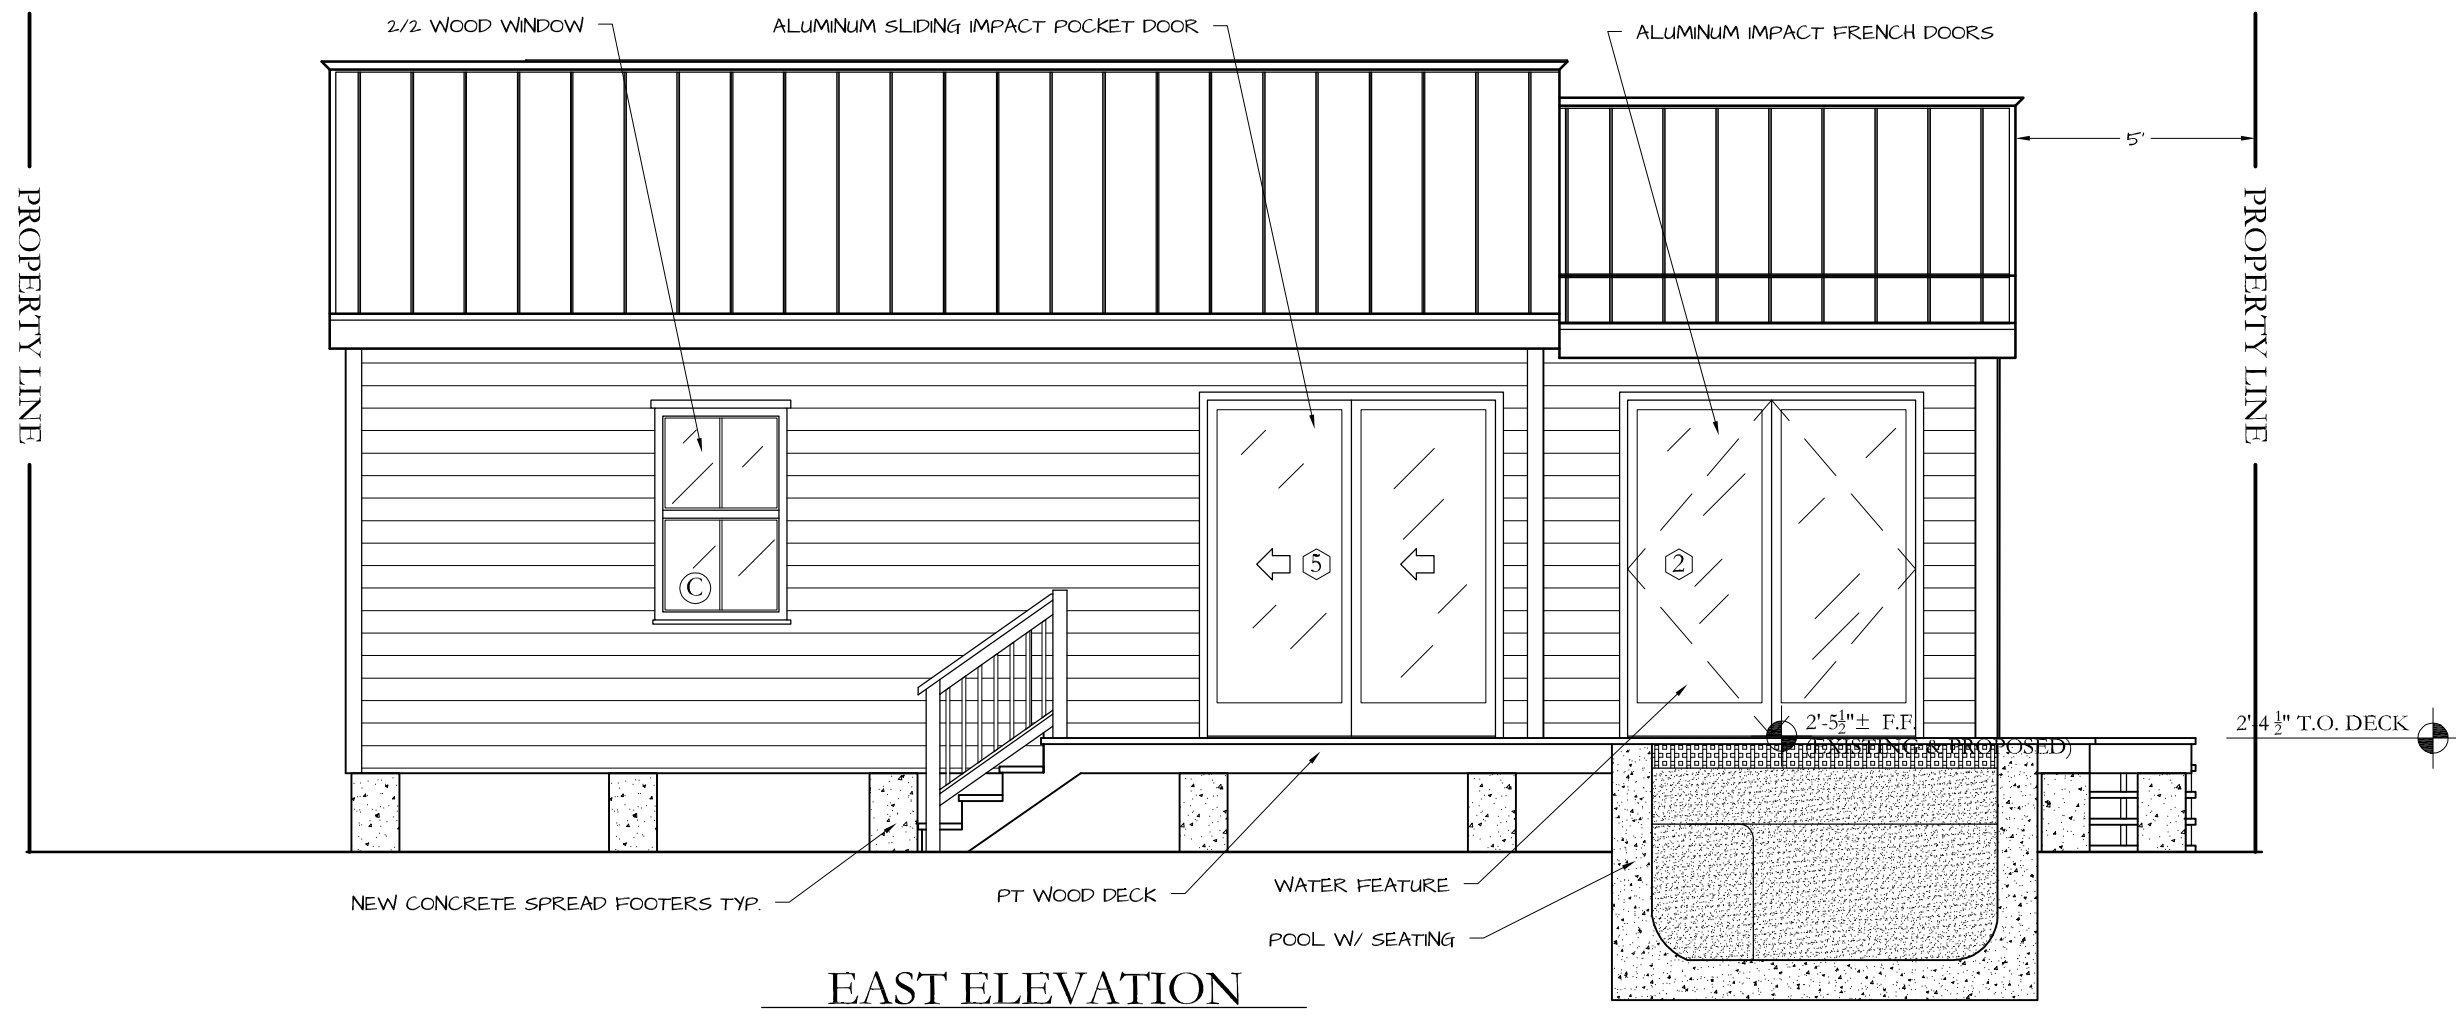 2/2 WOOD WINDOW
ALUMINUM SLIDING IMPACT POCKET DOOR
ALUMINUM IMPACT FRENCH DOORS
5'
PROPERTY LINE
PROPERTY LINE
C
5
2
2'-5½"± F.F.
(EXISTING & PROPOSED)
2'-4 ½" T.O. DECK
NEW CONCRETE SPREAD FOOTERS TYP.
PT WOOD DECK
WATER FEATURE
POOL W/ SEATING
EAST ELEVATION